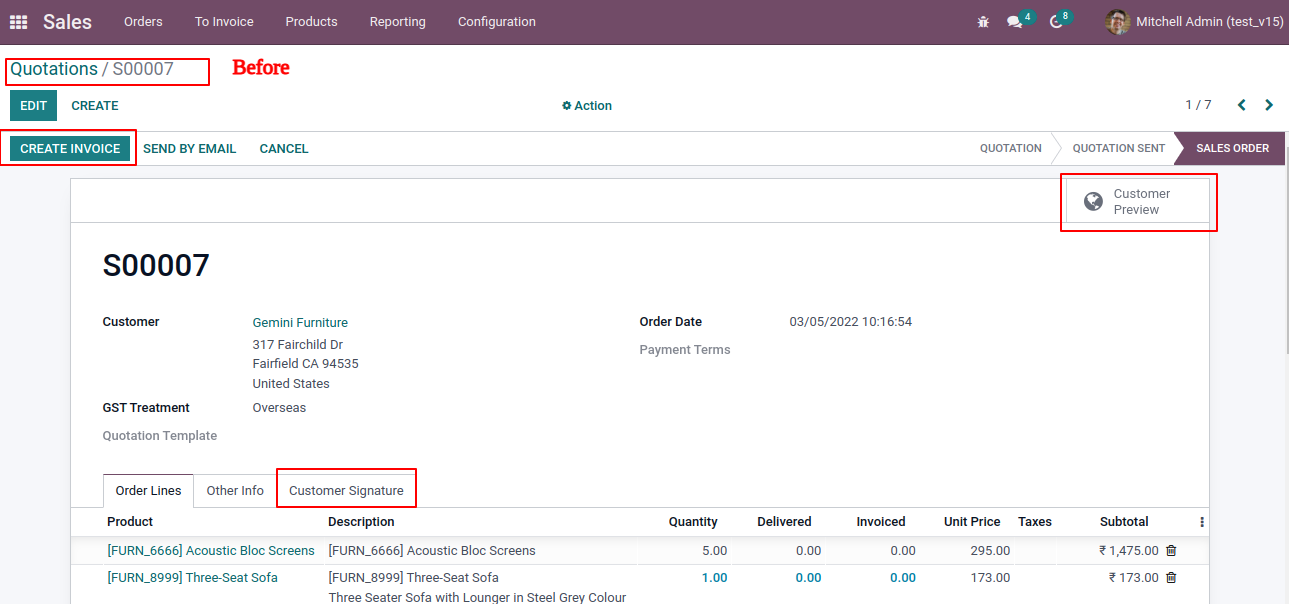 Sales Orders To Invoice Products Reporting Configuration 4 8 Mitchell Admin (test_v15)
Quotations / S00007 Before
EDIT CREATE Action 1 / 7
CREATE INVOICE SEND BY EMAIL CANCEL QUOTATION QUOTATION SENT SALES ORDER
Customer
Preview
S00007
Customer Gemini Furniture Order Date 03/05/2022 10:16:54
317 Fairchild Dr Payment Terms
Fairfield CA 94535
United States
GST Treatment Overseas
Quotation Template
Order Lines Other Info Customer Signature
Product Description Quantity Delivered Invoiced Unit Price Taxes Subtotal
[FURN_6666] Acoustic Bloc Screens [FURN_6666] Acoustic Bloc Screens 5.00 0.00 0.00 295.00 ₹ 1,475.00
[FURN_8999] Three-Seat Sofa [FURN_8999] Three-Seat Sofa 1.00 0.00 0.00 173.00 ₹ 173.00
Three Seater Sofa with Lounger in Steel Grey Colour